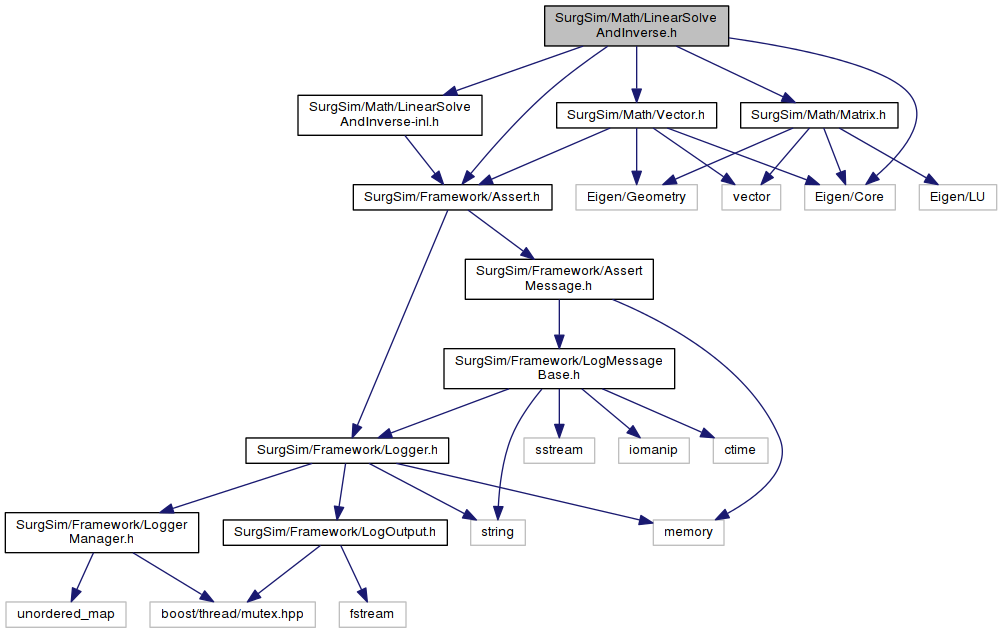 SurgSim/Math/LinearSolve
AndInverse.h
SurgSim/Math/LinearSolve
AndInverse-inl.h
SurgSim/Math/Vector.h
SurgSim/Math/Matrix.h
SurgSim/Framework/Assert.h
Eigen/Geometry
vector
Eigen/Core
Eigen/LU
SurgSim/Framework/Assert
Message.h
SurgSim/Framework/LogMessage
Base.h
SurgSim/Framework/Logger.h
sstream
iomanip
ctime
SurgSim/Framework/Logger
Manager.h
SurgSim/Framework/LogOutput.h
string
memory
unordered_map
boost/thread/mutex.hpp
fstream